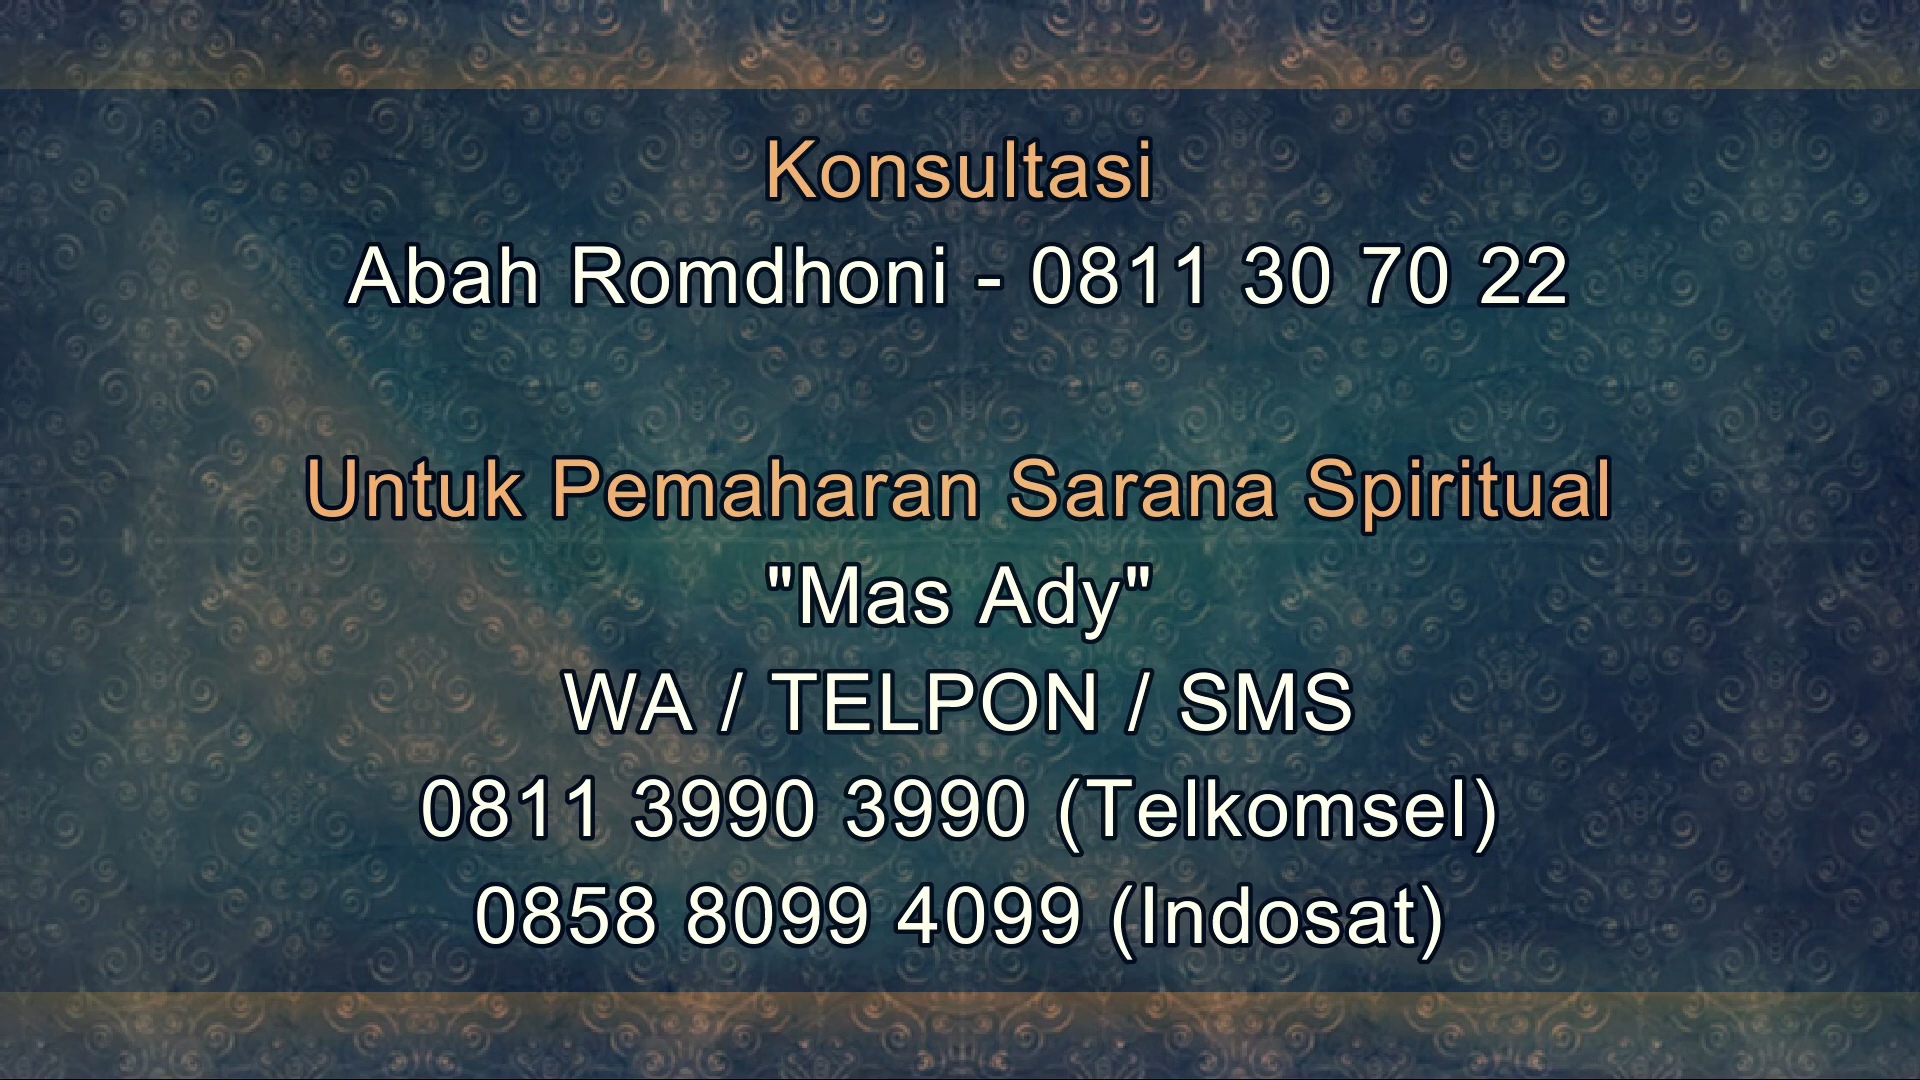 Konsultasi
Abah Romdhoni - 0811 30 70 22
Untuk Pemaharan Sarana Spiritual
"Mas Ady"
WA / TELPON / SMS
0811 3990 3990 (Telkomsel)
0858 8099 4099 (Indosat)